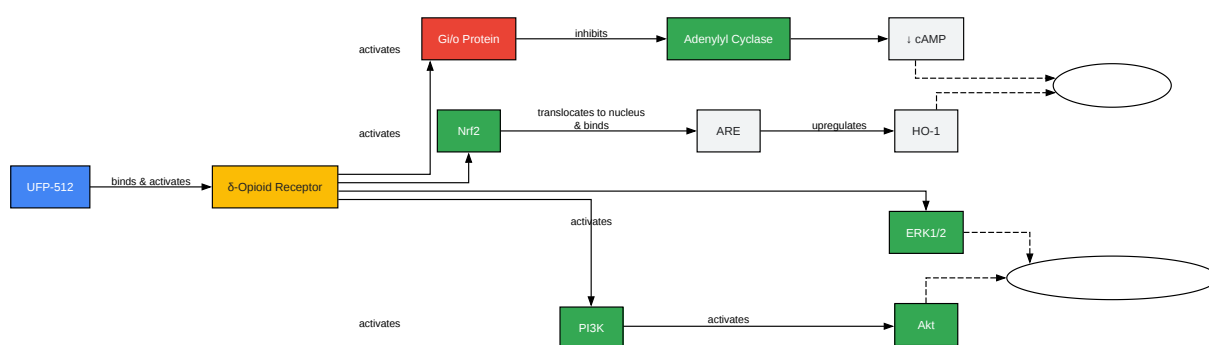 activates
Gi/o Protein
inhibits
Adenylyl Cyclase
↓ cAMP
activates
Nrf2
translocates to nucleus
& binds
ARE
upregulates
HO-1
UFP-512
binds & activates
δ-Opioid Receptor
activates
ERK1/2
activates
PI3K
activates
Akt